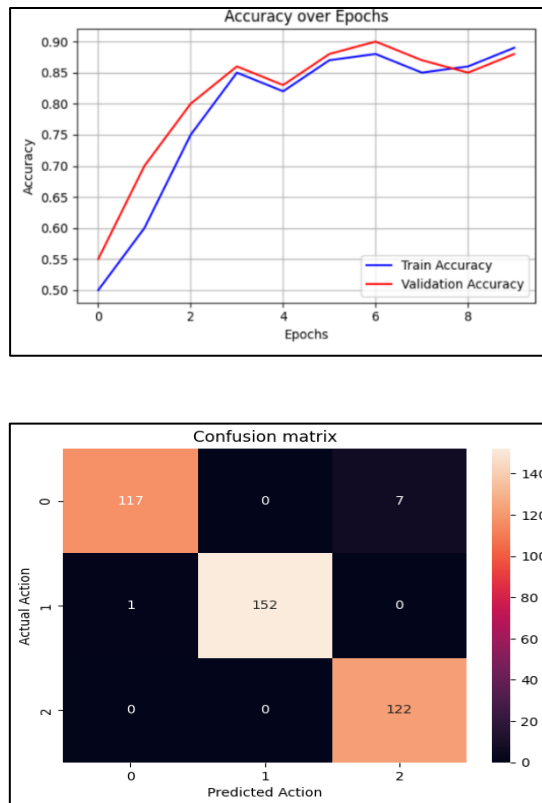 Accuracy over Epochs
0.90
0.85
0.80
0.75
0.70
0.65
0.60
0.55
0.50
Accuracy
Train Accuracy
Validation Accuracy
0 2 4 6 8
Epochs
Confusion matrix
0 117 0 7
1 1 152 0
2 0 0 122
Actual Action
0 1 2
Predicted Action
140
120
100
80
60
40
20
0